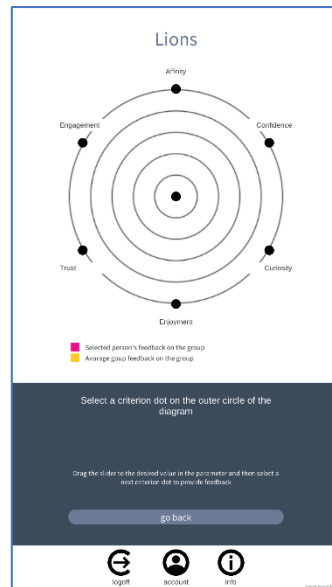 Lions
Affinity
Engagement
Confidence
Trust
Curiosity
Enjoyment
Selected person's feedback on the group
Avarage goup feedback on the group
Select a criterion dot on the outer circle of the
diagram
Drag the slider to the desired value in the parameter and then select a
next criterion dot to provide feedback
go back
logoff
account
info